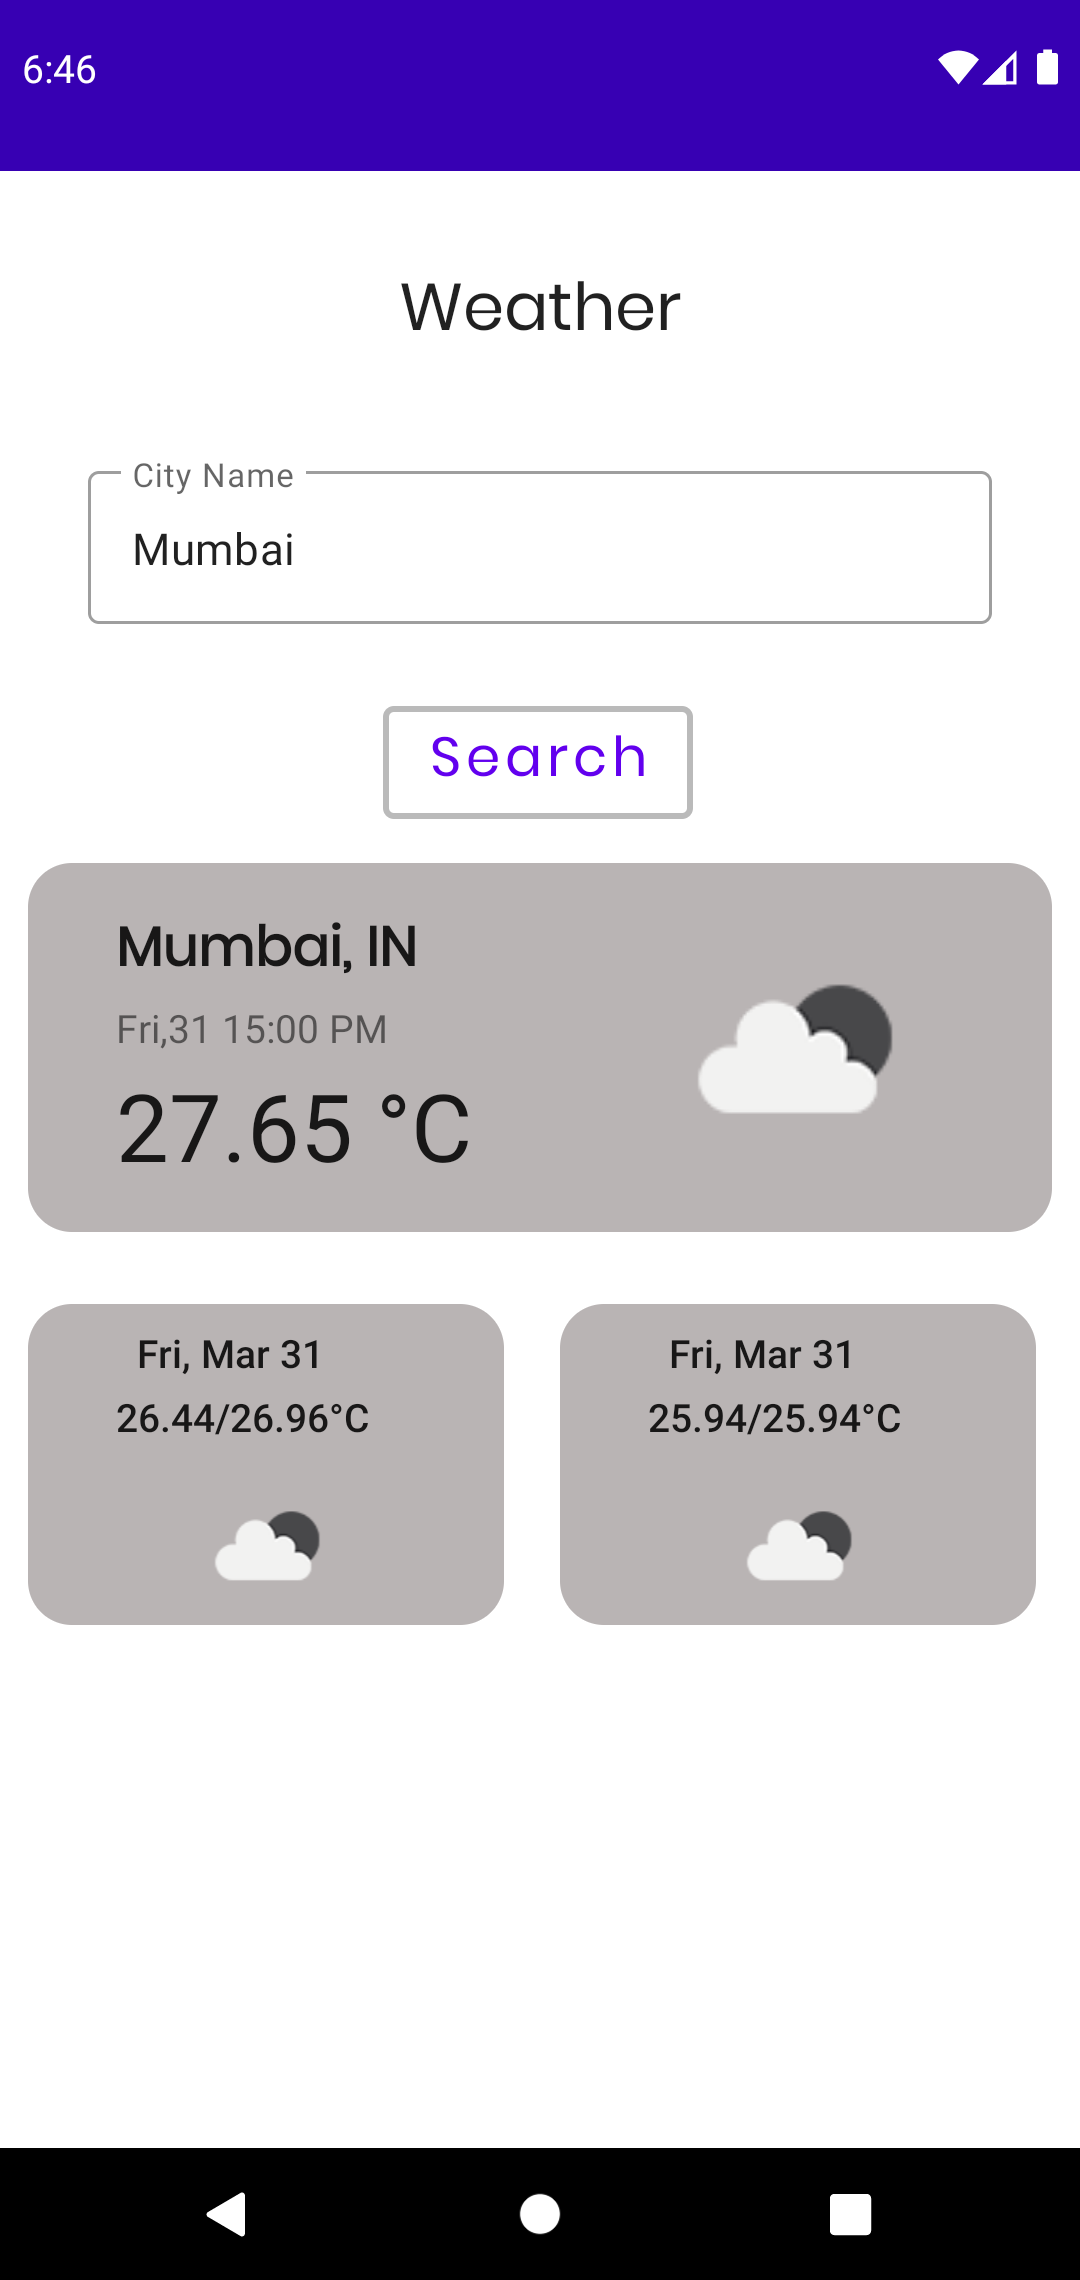 6:46
Weather
City Name
Mumbai
Search
Mumbai, IN
Fri,31 15:00 PM
27.65 °C
Fri, Mar 31
26.44/26.96°C
Fri, Mar 31
25.94/25.94°C